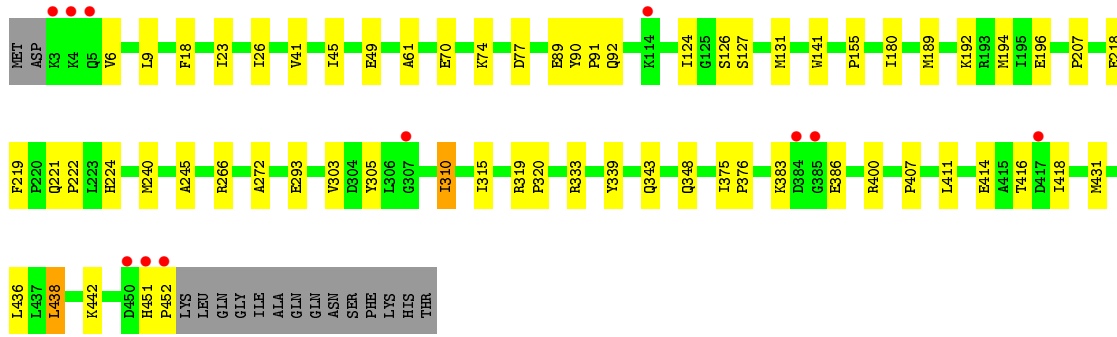 MET ASP K3 K4 Q5 V6 L9 F18 I23 I26 V41 I45 E49 A61 E70 K74 D77 E89 Y90 P91 Q92 K114 I124 G125 S126 S127 M131 W141 P155 I180 M189 K192 R193 M194 I195 E196 P207 E218
F219 P220 Q221 P222 L223 H224 M240 A245 R266 A272 E293 V303 D304 Y305 L306 G307 I310 I315 R319 P320 R333 Y339 Q343 Q348 I375 P376 K383 D384 G385 E386 R400 P407 L411 E414 A415 T416 D417 I418 M431
L436 L437 L438 K442 D450 H451 P452 LYS LEU GLN GLY ILE ALA GLN GLN ASN SER PHE LYS HIS THR